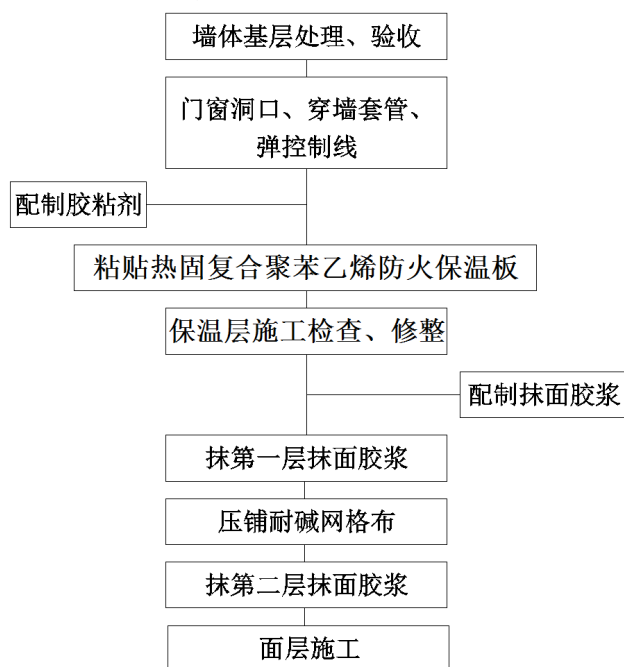 墙体基层处理、验收
门窗洞口、穿墙套管、
弹控制线
配制胶粘剂
粘贴热固复合聚苯乙烯防火保温板
保温层施工检查、修整
配制抹面胶浆
抹第一层抹面胶浆
压铺耐碱网格布
抹第二层抹面胶浆
面层施工